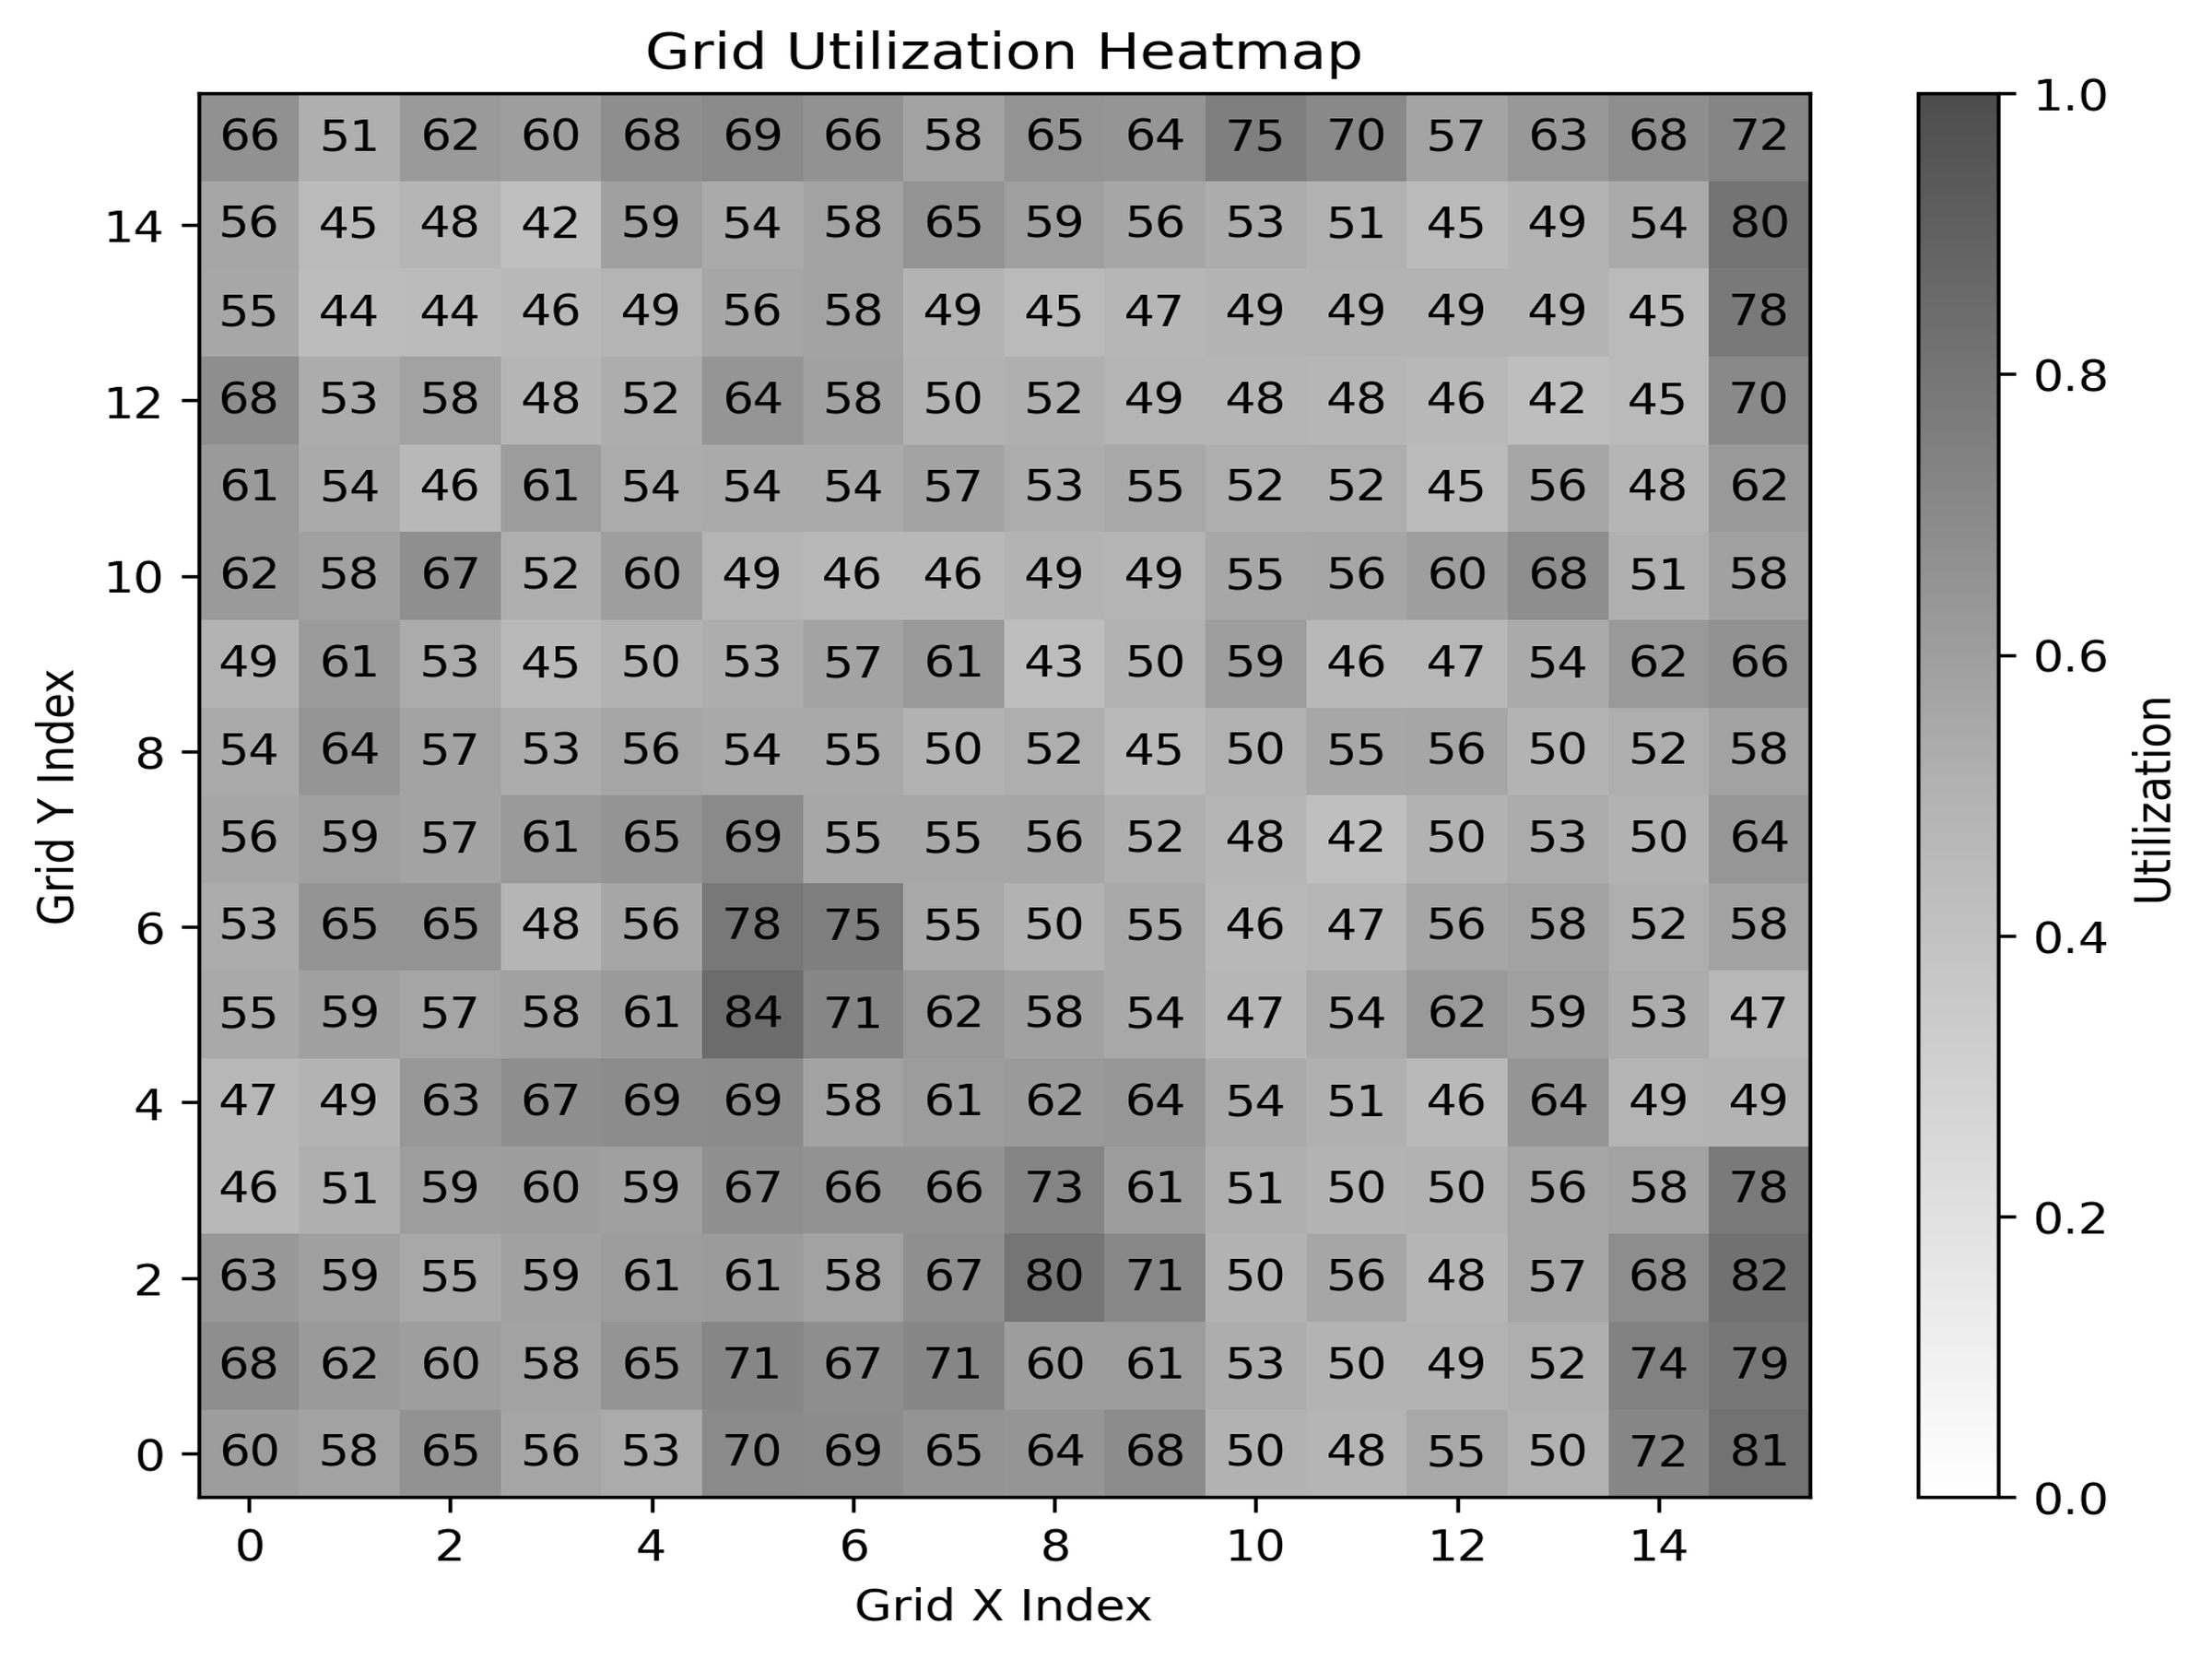 Grid Utilization Heatmap
66 51 62 60 68 69 66 58 65 64 75 70 57 63 68 72
14 56 45 48 42 59 54 58 65 59 56 53 51 45 49 54 80
55 44 44 46 49 56 58 49 45 47 49 49 49 49 45 78
12 68 53 58 48 52 64 58 50 52 49 48 48 46 42 45 70
61 54 46 61 54 54 54 57 53 55 52 52 45 56 48 62
10 62 58 67 52 60 49 46 46 49 49 55 56 60 68 51 58
49 61 53 45 50 53 57 61 43 50 59 46 47 54 62 66
8 54 64 57 53 56 54 55 50 52 45 50 55 56 50 52 58
56 59 57 61 65 69 55 55 56 52 48 42 50 53 50 64
6 53 65 65 48 56 78 75 55 50 55 46 47 56 58 52 58
55 59 57 58 61 84 71 62 58 54 47 54 62 59 53 47
4 47 49 63 67 69 69 58 61 62 64 54 51 46 64 49 49
46 51 59 60 59 67 66 66 73 61 51 50 50 56 58 78
2 63 59 55 59 61 61 58 67 80 71 50 56 48 57 68 82
68 62 60 58 65 71 67 71 60 61 53 50 49 52 74 79
0 60 58 65 56 53 70 69 65 64 68 50 48 55 50 72 81
0 2 4 6 8 10 12 14
Grid X Index
Grid Y Index
1.0
0.8
0.6
0.4
0.2
0.0
Utilization